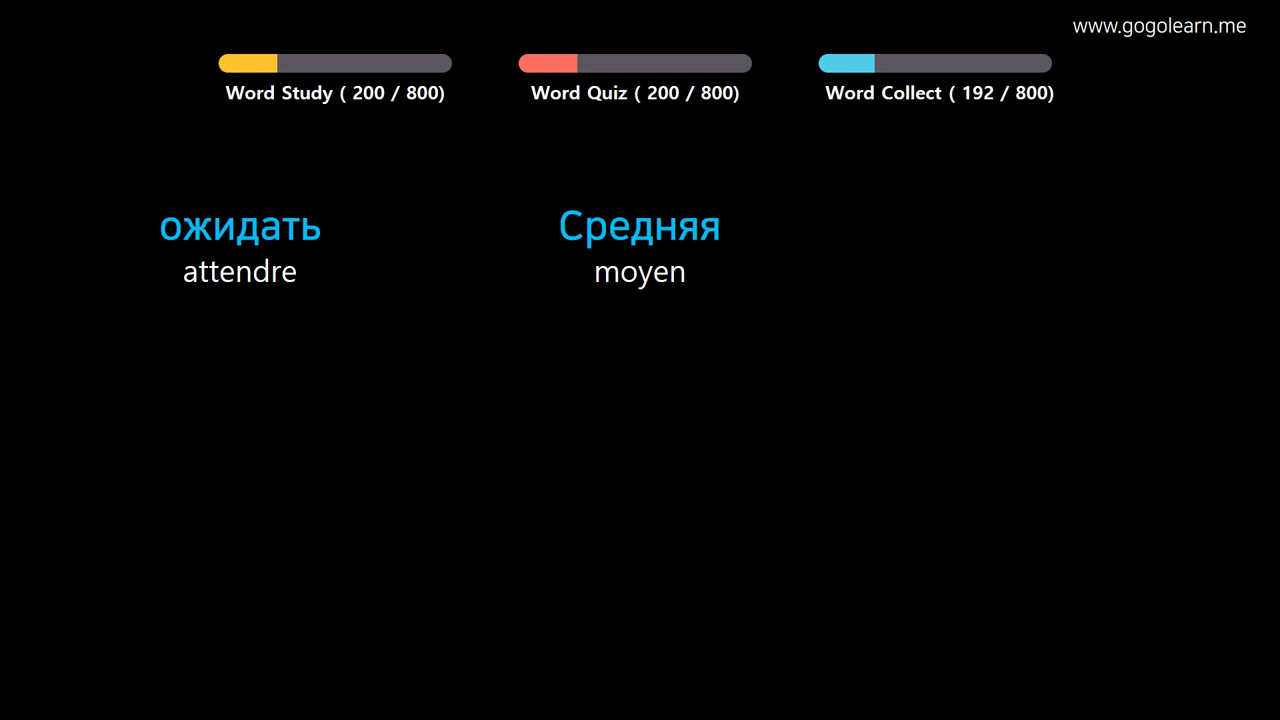 www.gogolearn.me
Word Study ( 200 / 800)
Word Quiz ( 200 / 800)
Word Collect ( 192 / 800)
ожидать
attendre
Средняя
moyen